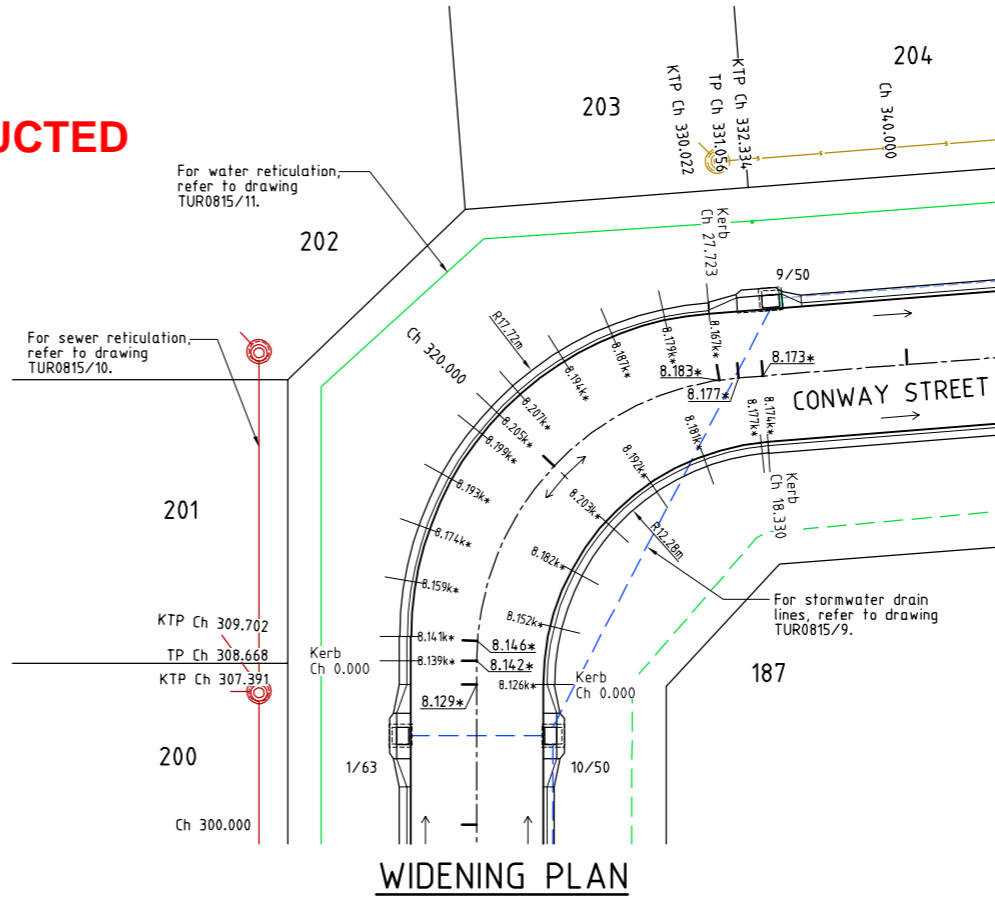 UCTED
For water reticulation,
refer to drawing
TUR0815/11.
202
203
204
KTP Ch 330.022
TP Ch 331.056
KTP Ch 332.334
Ch 340.000
Kerb
Ch 27.723
9/50
For sewer reticulation,
refer to drawing
TUR0815/10.
Ch 320.000
R17.72m
8.167k*
8.179k*
8.187k*
8.194k*
8.207k*
8.205k*
8.199k*
8.193k*
8.174k*
8.159k*
8.141k*
8.139k*
8.183*
8.177*
8.173*
CONWAY STREET
8.174k*
8.177k*
8.181k*
8.192k*
8.203k*
8.182k*
8.152k*
8.126k*
Kerb
Ch 18.330
R12.28m
201
For stormwater drain
lines, refer to drawing
TUR0815/9.
187
KTP Ch 309.702
TP Ch 308.668
KTP Ch 307.391
Kerb
Ch 0.000
8.146*
8.142*
8.129*
Kerb
Ch 0.000
200
1/63
10/50
Ch 300.000
WIDENING PLAN